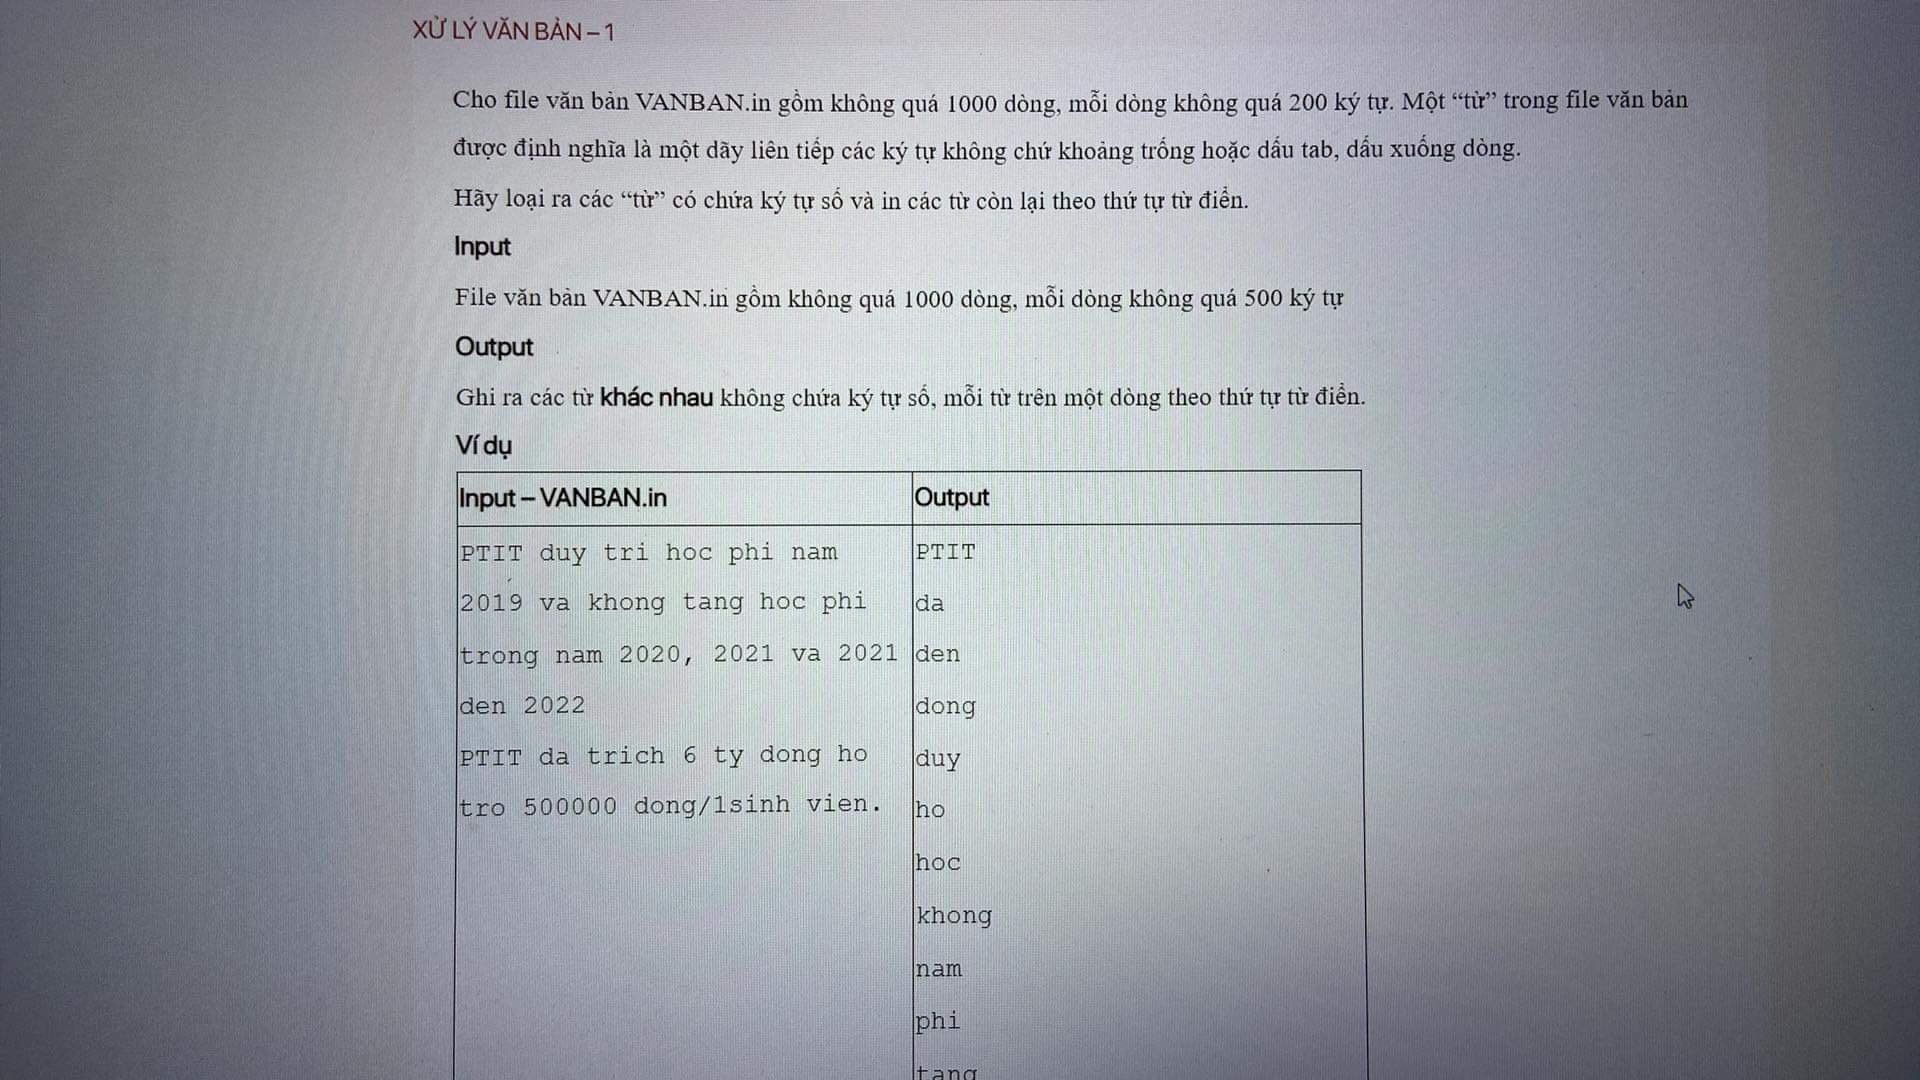 XỬ LÝ VĂN BẢN – 1
Cho file văn bản VANBAN.in gồm không quá 1000 dòng, mỗi dòng không quá 200 ký tự. Một “từ” trong file văn bản
được định nghĩa là một dãy liên tiếp các ký tự không chứ khoảng trống hoặc dấu tab, dấu xuống dòng.
Hãy loại ra các “từ” có chứa ký tự số và in các từ còn lại theo thứ tự từ điển.
Input
File văn bản VANBAN.in gồm không quá 1000 dòng, mỗi dòng không quá 500 ký tự
Output
Ghi ra các từ khác nhau không chứa ký tự số, mỗi từ trên một dòng theo thứ tự từ điển.
Ví dụ
Input – VANBAN.in
PTIT duy tri hoc phi nam
2019 va khong tang hoc phi
trong nam 2020, 2021 va 2021
den 2022
PTIT da trich 6 ty dong ho
tro 500000 dong/1sinh vien.
Output
PTIT
da
den
dong
duy
ho
hoc
khong
nam
phi
tang